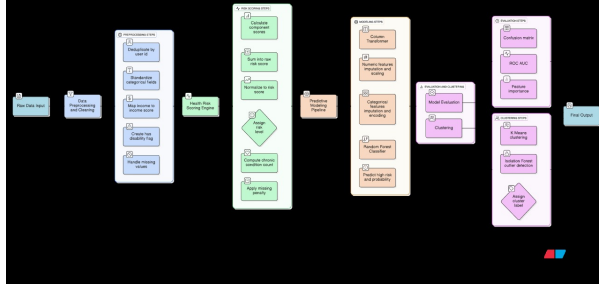 Raw Data Input
Data
Preprocessing
and Cleaning
PREPROCESSING STEPS
Deduplicate by
user id
Standardize
categorical fields
Map income to
income score
Create has
disability flag
Handle missing
values
Health Risk
Scoring Engine
RISK SCORING STEPS
Calculate
component
scores
Sum into raw
risk score
Normalize to risk
score
Assign
risk
level
Compute chronic
condition count
Apply missing
penalty
Predictive
Modeling
Pipeline
MODELING STEPS
Column
Transformer
Numeric features
imputation and
scaling
Categorical
features
imputation and
encoding
Random Forest
Classifier
Predict high risk
and probability
EVALUATION AND CLUSTERING
Model Evaluation
Clustering
EVALUATION STEPS
Confusion matrix
ROC AUC
Feature
importance
CLUSTERING STEPS
K Means
clustering
Isolation Forest
outlier detection
Assign
cluster
label
Final Output